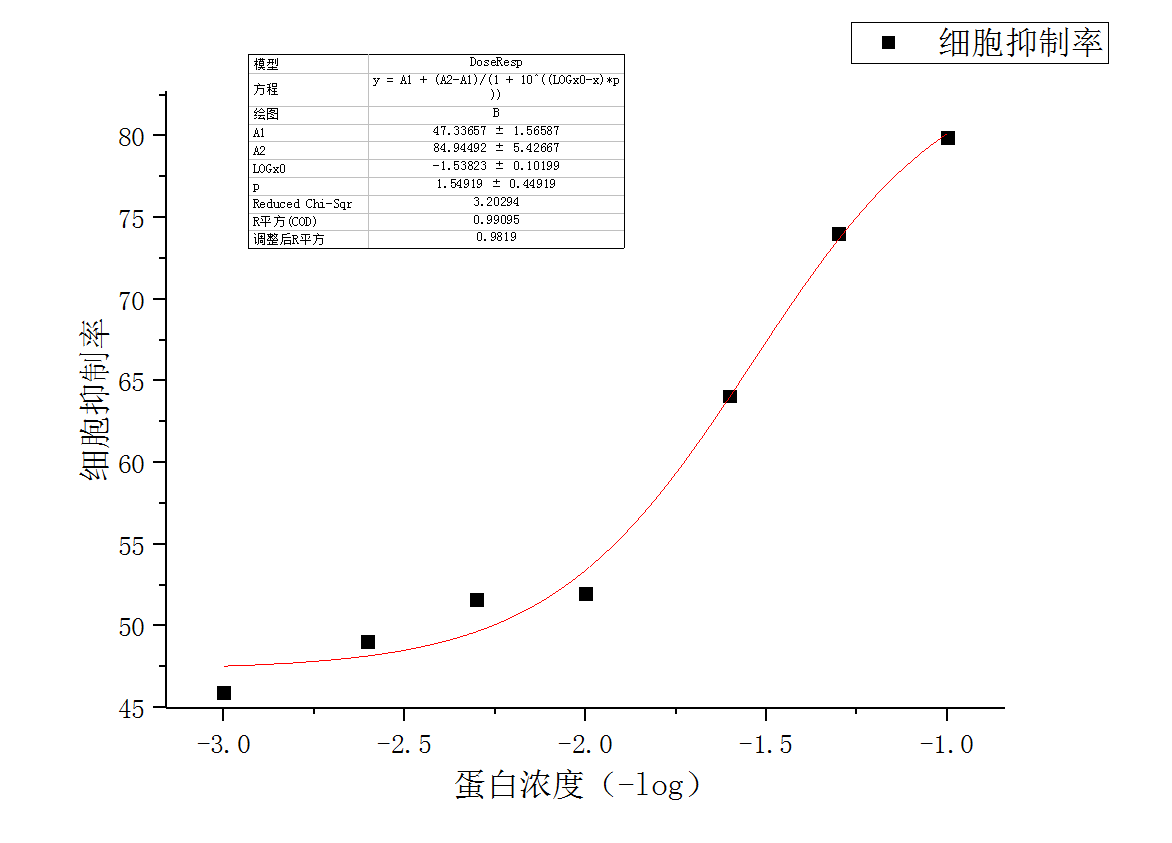 细胞抑制率
模型 DoseResp
方程 y = A1 + (A2-A1)/(1 + 10^((LOGx0-x)*p
))
绘图 B
A1 47.33657 ± 1.56587
A2 84.94492 ± 5.42667
LOGx0 -1.53823 ± 0.10199
p 1.54919 ± 0.44919
Reduced Chi-Sqr 3.20294
R平方(COD) 0.99095
调整后R平方 0.9819
80
75
70
65
60
55
50
45
细胞抑制率
-3.0 -2.5 -2.0 -1.5 -1.0
蛋白浓度（-log）